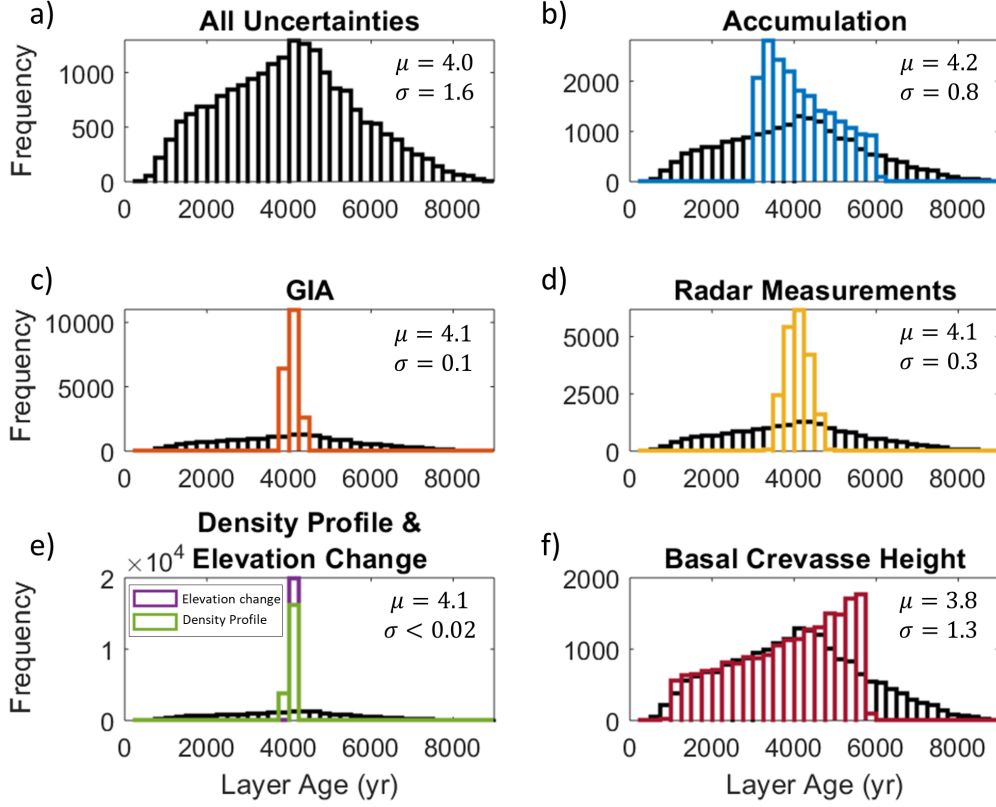 a)
All Uncertainties
Frequency
1000
500
0
μ = 4.0
σ = 1.6
0 2000 4000 6000 8000
b)
Accumulation
2000
1000
0
μ = 4.2
σ = 0.8
0 2000 4000 6000 8000
c)
GIA
Frequency
10000
5000
0
μ = 4.1
σ = 0.1
0 2000 4000 6000 8000
d)
Radar Measurements
5000
2500
0
μ = 4.1
σ = 0.3
0 2000 4000 6000 8000
e)
Density Profile &
Elevation Change
×10⁴
Frequency
2
1
0
Elevation change
Density Profile
μ = 4.1
σ < 0.02
0 2000 4000 6000 8000
Layer Age (yr)
f)
Basal Crevasse Height
2000
1000
0
μ = 3.8
σ = 1.3
0 2000 4000 6000 8000
Layer Age (yr)